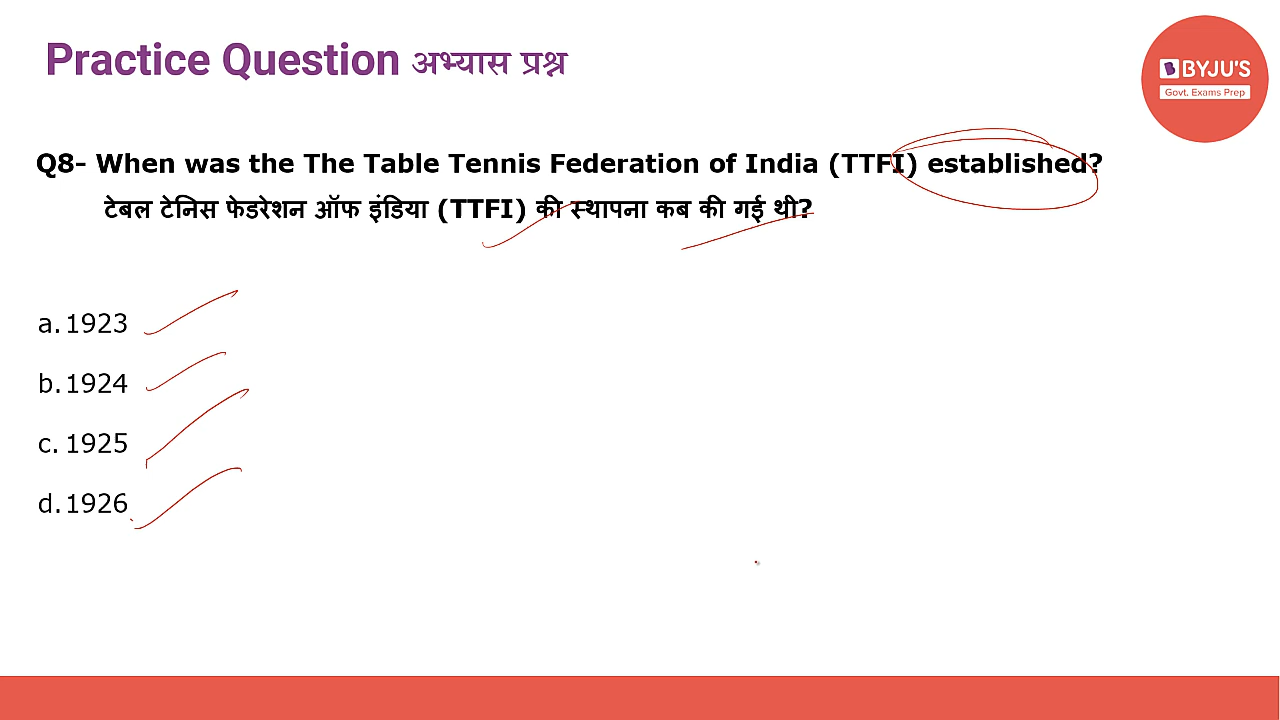 Practice Question अभ्यास प्रश्न
BYJU'S
Govt. Exams Prep
Q8- When was the The Table Tennis Federation of India (TTFI) established?
टेबल टेनिस फेडरेशन ऑफ इंडिया (TTFI) की स्थापना कब की गई थी?
a. 1923
b. 1924
c. 1925
d. 1926